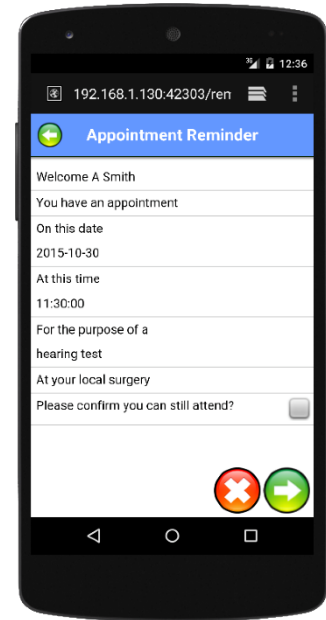 3G 12:36
192.168.1.130:42303/ren
Appointment Reminder
Welcome A Smith
You have an appointment
On this date
2015-10-30
At this time
11:30:00
For the purpose of a
hearing test
At your local surgery
Please confirm you can still attend?